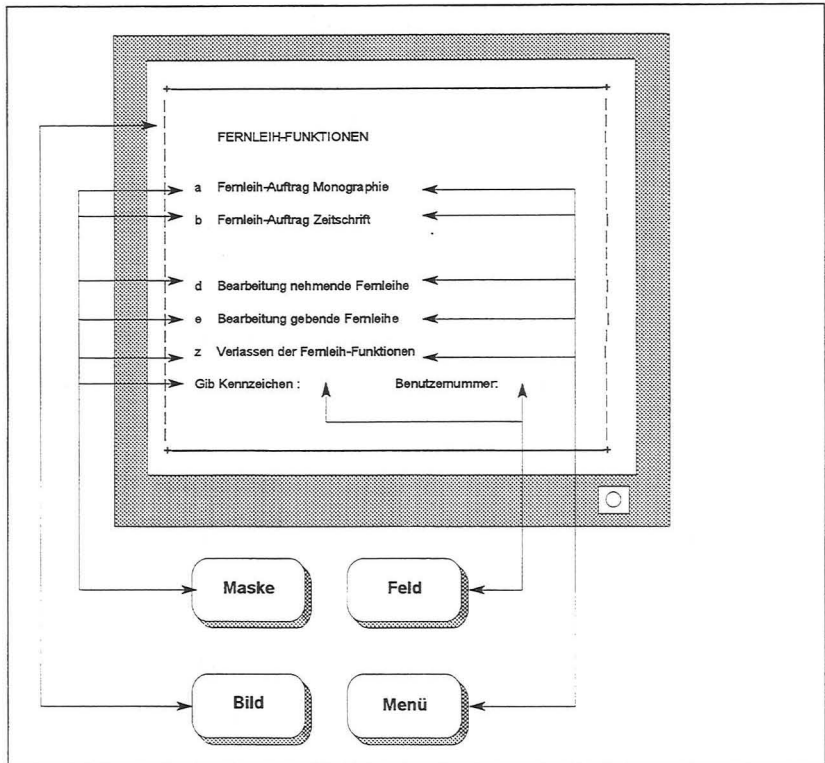 FERNLEIH-FUNKTIONEN
a Fernleih-Auftrag Monographie
b Fernleih-Auftrag Zeitschrift
d Bearbeitung nehmende Fernleihe
e Bearbeitung gebende Fernleihe
z Verlassen der Fernleih-Funktionen
Gib Kennzeichen : Benutzernummer:
Maske Feld
Bild Menü